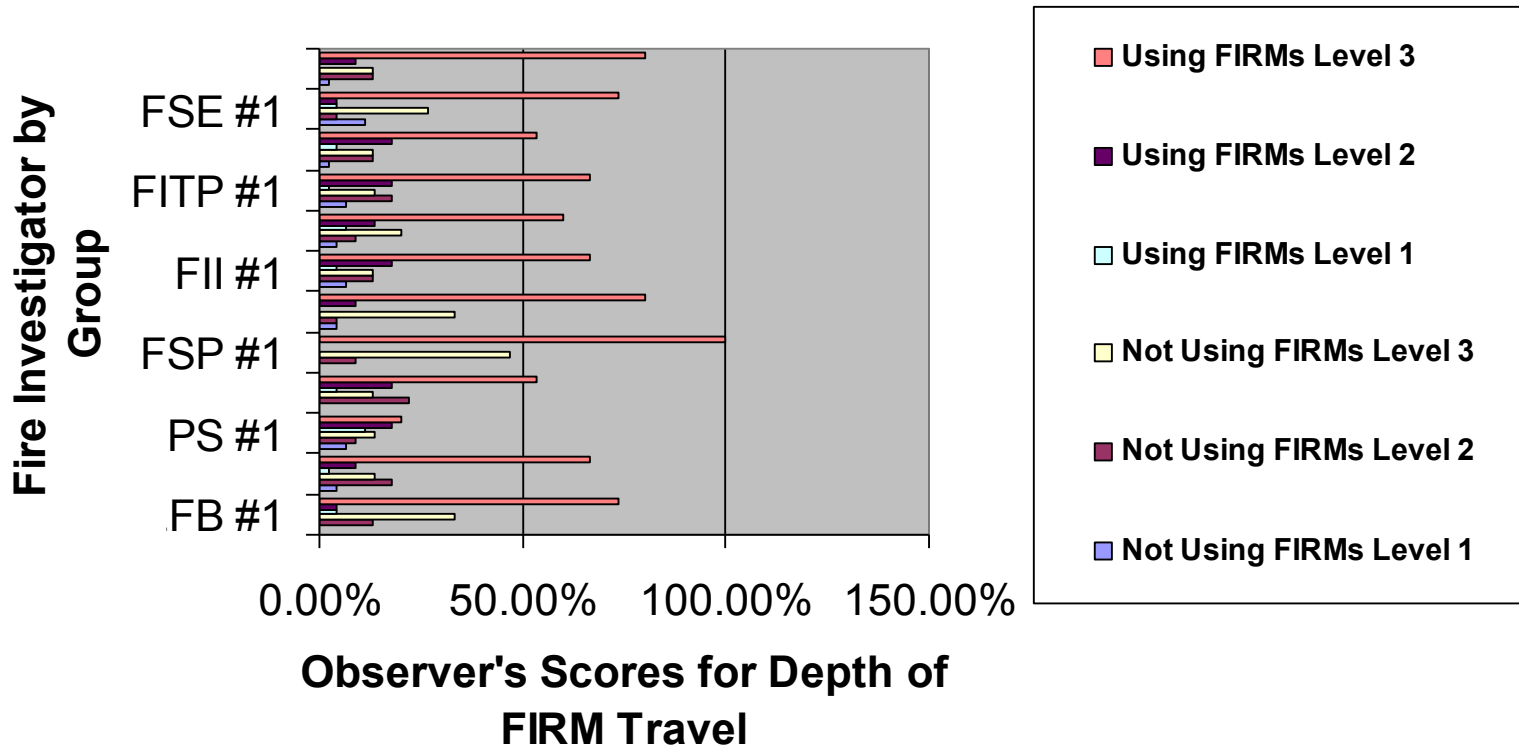 Fire Investigator by
Group
FSE #1
FITP #1
FII #1
FSP #1
PS #1
FB #1
0.00%
50.00%
100.00%
150.00%
Observer's Scores for Depth of
FIRM Travel
Using FIRMs Level 3
Using FIRMs Level 2
Using FIRMs Level 1
Not Using FIRMs Level 3
Not Using FIRMs Level 2
Not Using FIRMs Level 1